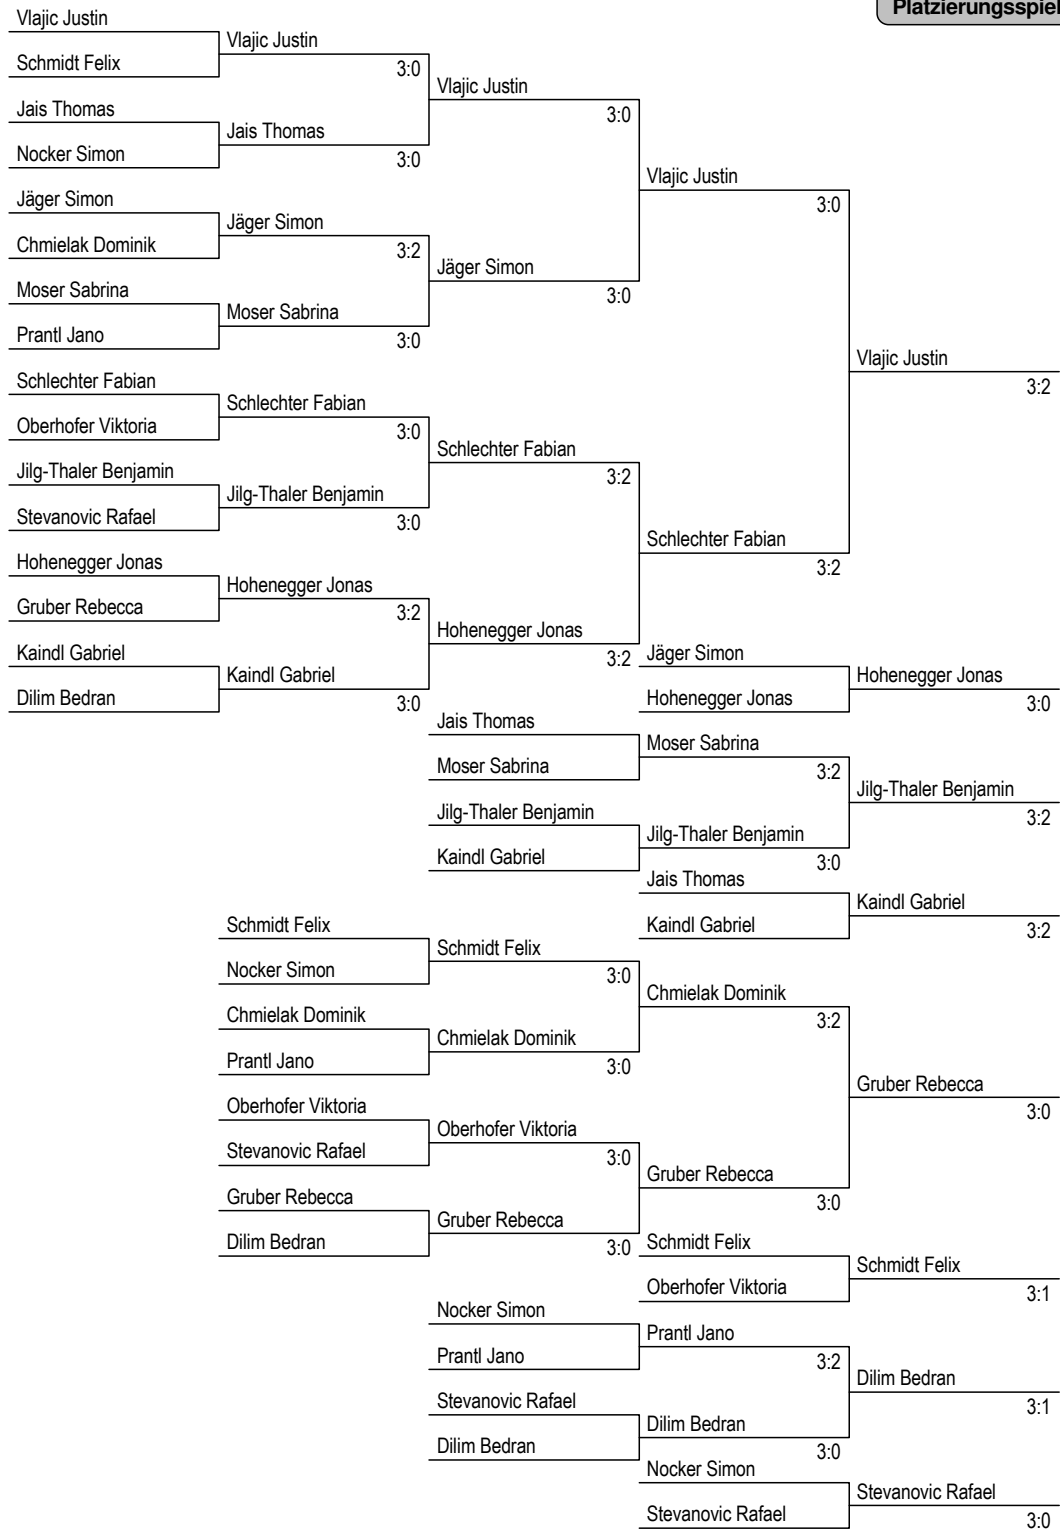 Platzierungsspiel
Vlajic Justin
Schmidt Felix
Vlajic Justin
3:0
Vlajic Justin
3:0
Jais Thomas
Nocker Simon
Jais Thomas
3:0
Vlajic Justin
3:0
Jäger Simon
Chmielak Dominik
Jäger Simon
3:2
Jäger Simon
3:0
Moser Sabrina
Prantl Jano
Moser Sabrina
3:0
Vlajic Justin
3:2
Schlechter Fabian
Oberhofer Viktoria
Schlechter Fabian
3:0
Schlechter Fabian
3:2
Jilg-Thaler Benjamin
Stevanovic Rafael
Jilg-Thaler Benjamin
3:0
Schlechter Fabian
3:2
Hohenegger Jonas
Gruber Rebecca
Hohenegger Jonas
3:2
Hohenegger Jonas
3:2
Kaindl Gabriel
Dilim Bedran
Kaindl Gabriel
3:0
Jäger Simon
Hohenegger Jonas
Hohenegger Jonas
3:0
Jais Thomas
Moser Sabrina
Moser Sabrina
3:2
Jilg-Thaler Benjamin
3:2
Jilg-Thaler Benjamin
Kaindl Gabriel
Jilg-Thaler Benjamin
3:0
Jais Thomas
Kaindl Gabriel
Kaindl Gabriel
3:2
Schmidt Felix
Nocker Simon
Schmidt Felix
3:0
Chmielak Dominik
3:2
Chmielak Dominik
Prantl Jano
Chmielak Dominik
3:0
Gruber Rebecca
3:0
Oberhofer Viktoria
Stevanovic Rafael
Oberhofer Viktoria
3:0
Gruber Rebecca
3:0
Gruber Rebecca
Dilim Bedran
Gruber Rebecca
3:0
Schmidt Felix
Oberhofer Viktoria
Schmidt Felix
3:1
Nocker Simon
Prantl Jano
Prantl Jano
3:2
Dilim Bedran
3:1
Stevanovic Rafael
Dilim Bedran
Dilim Bedran
3:0
Nocker Simon
Stevanovic Rafael
Stevanovic Rafael
3:0